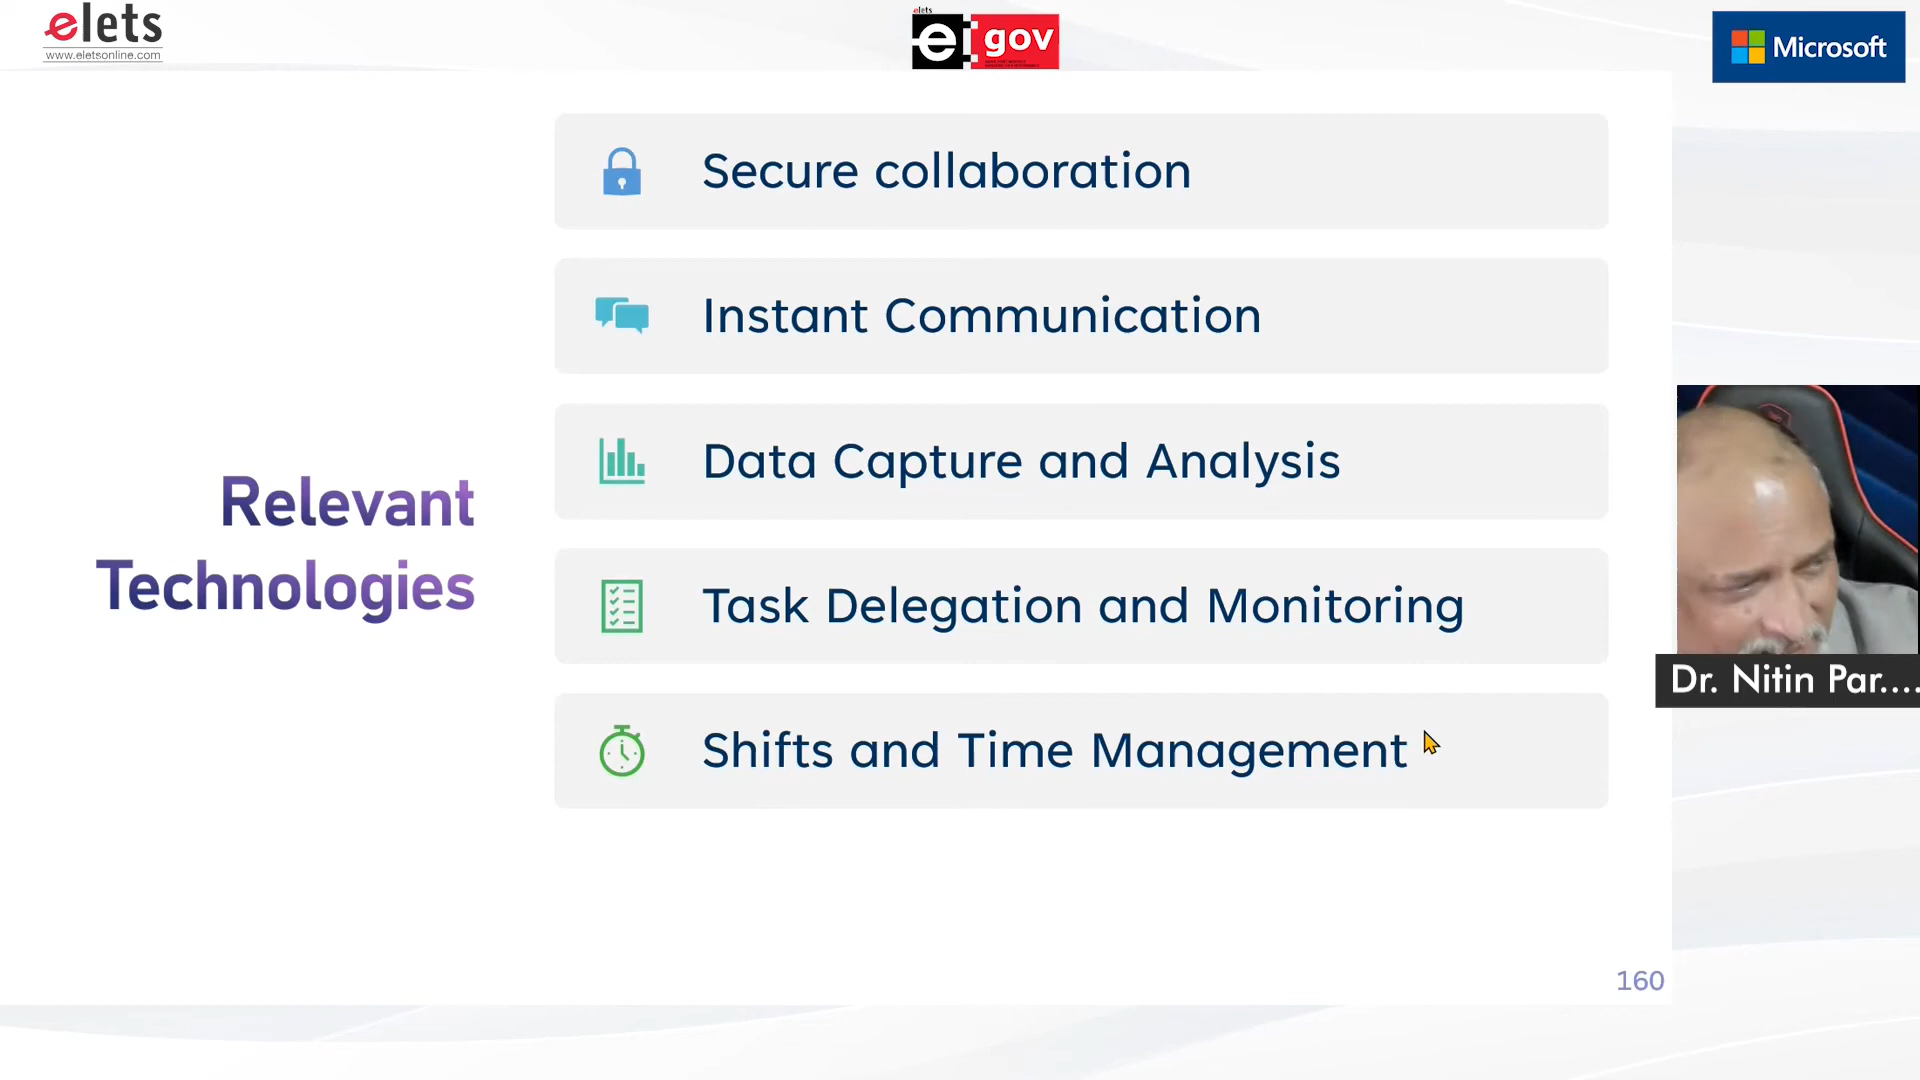 elets
www.eletsonline.com
elets
e gov
Microsoft
Secure collaboration
Instant Communication
Data Capture and Analysis
Relevant
Technologies
Task Delegation and Monitoring
Shifts and Time Management
Dr. Nitin Par....
160